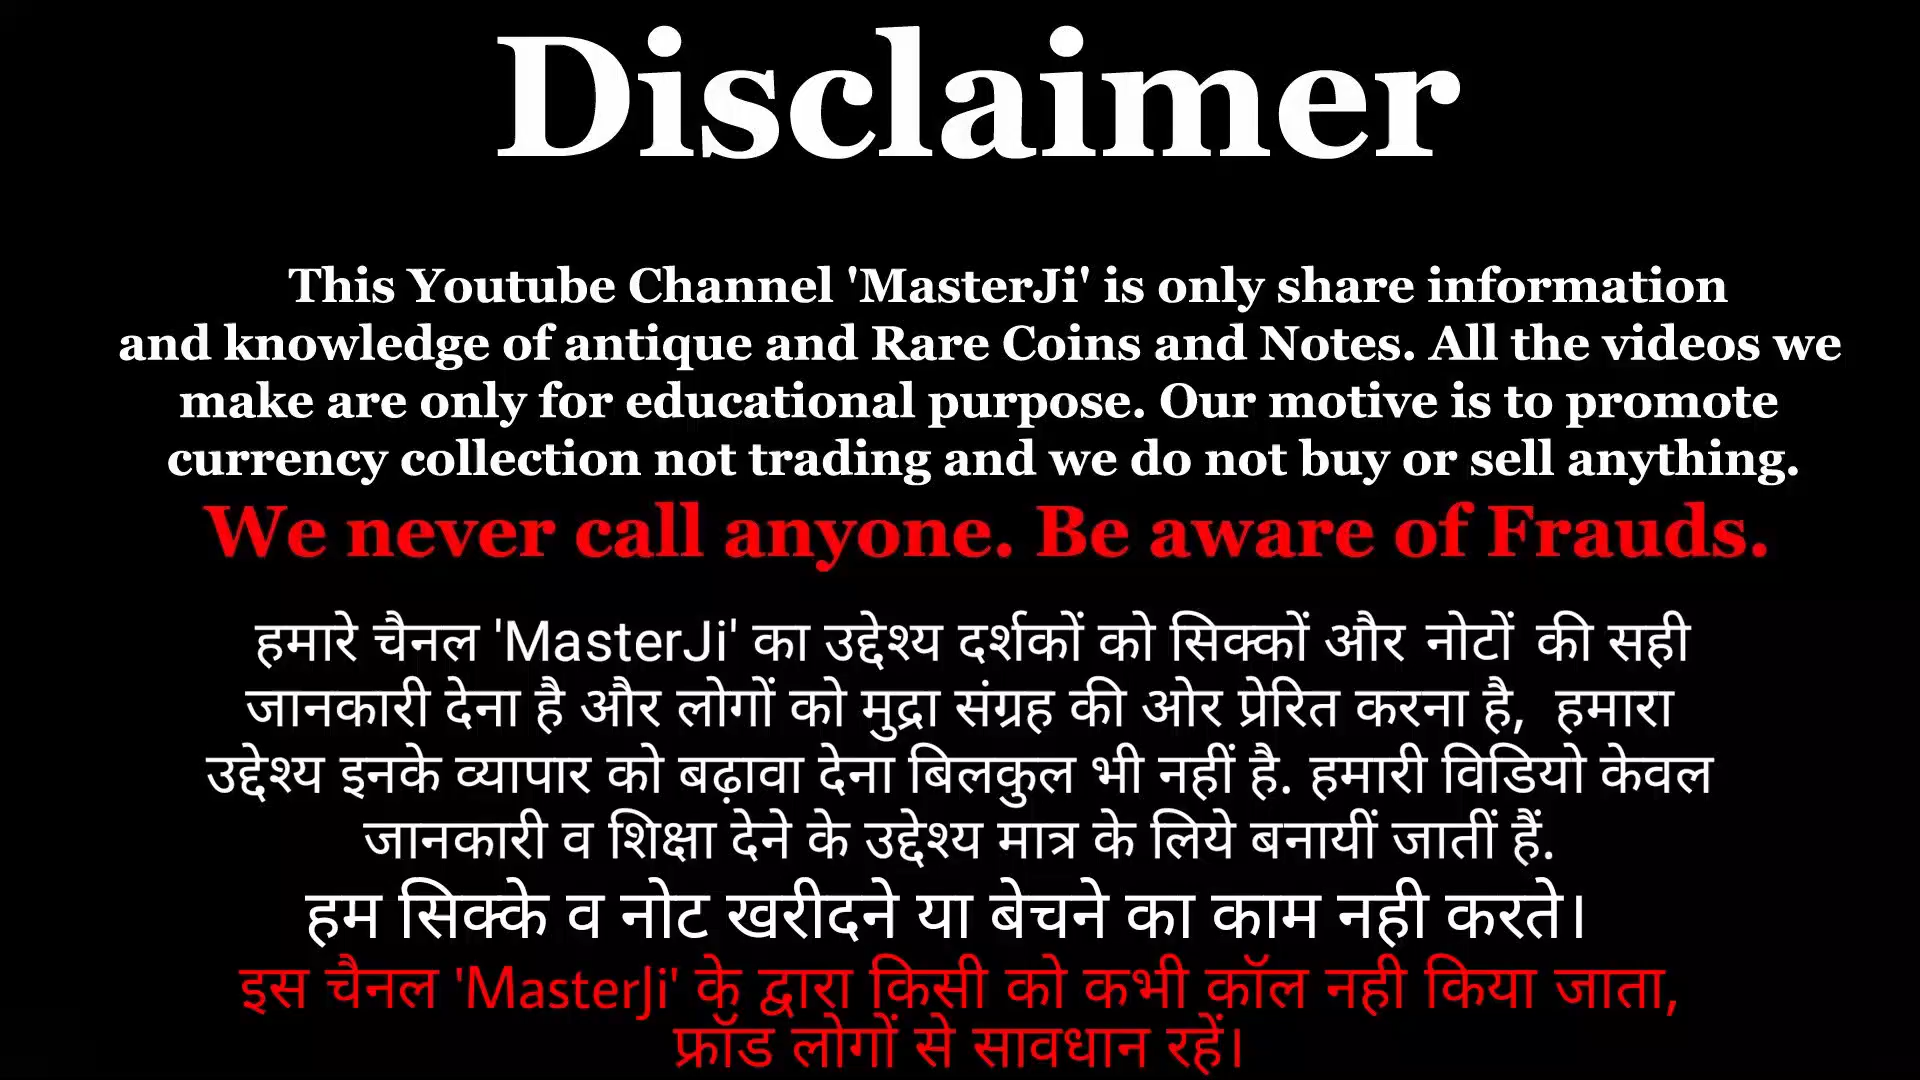 Disclaimer
This Youtube Channel 'MasterJi' is only share information
and knowledge of antique and Rare Coins and Notes. All the videos we
make are only for educational purpose. Our motive is to promote
currency collection not trading and we do not buy or sell anything.
We never call anyone. Be aware of Frauds.
हमारे चैनल 'MasterJi' का उद्देश्य दर्शकों को सिक्कों और नोटों की सही
जानकारी देना है और लोगों को मुद्रा संग्रह की ओर प्रेरित करना है, हमारा
उद्देश्य इनके व्यापार को बढ़ावा देना बिलकुल भी नहीं है. हमारी विडियो केवल
जानकारी व शिक्षा देने के उद्देश्य मात्र के लिये बनायीं जातीं हैं.
हम सिक्के व नोट खरीदने या बेचने का काम नही करते।
इस चैनल 'MasterJi' के द्वारा किसी को कभी कॉल नही किया जाता,
फ्रॉड लोगों से सावधान रहें।